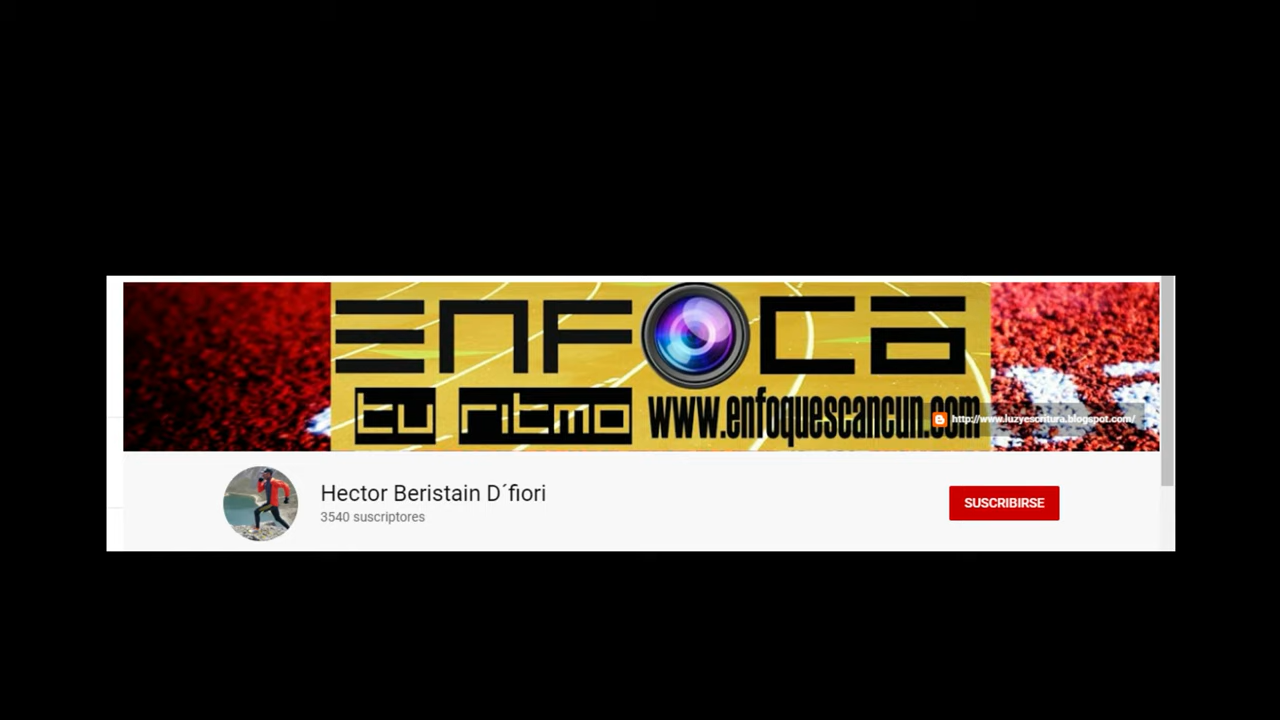 ENFOCA
tu ritmo www.enfoquescancun.com
http://www.luzyescritura.blogspot.com/
Hector Beristain D´fiori
3540 suscriptores
SUSCRIBIRSE